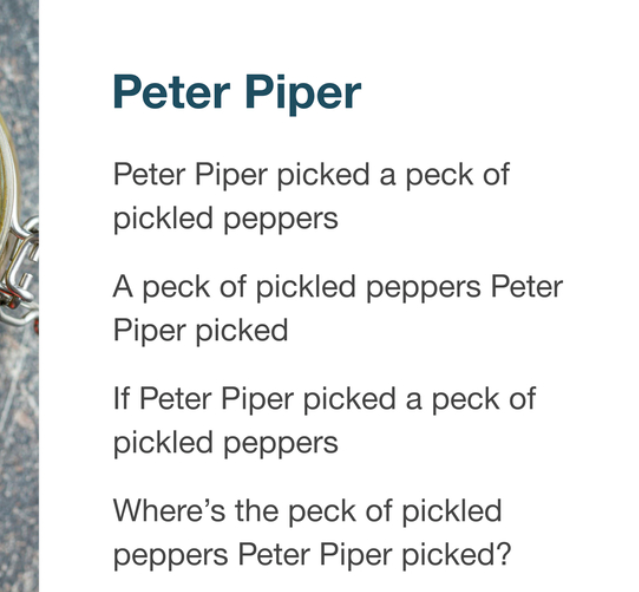 Peter Piper
Peter Piper picked a peck of
pickled peppers
A peck of pickled peppers Peter
Piper picked
If Peter Piper picked a peck of
pickled peppers
Where’s the peck of pickled
peppers Peter Piper picked?